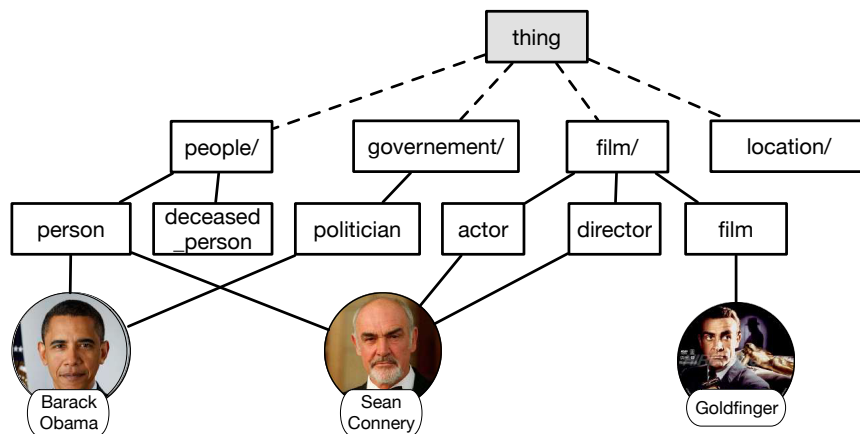 thing
people/
governement/
film/
location/
person
deceased
_person
politician
actor
director
film
Barack
Obama
Sean
Connery
Goldfinger